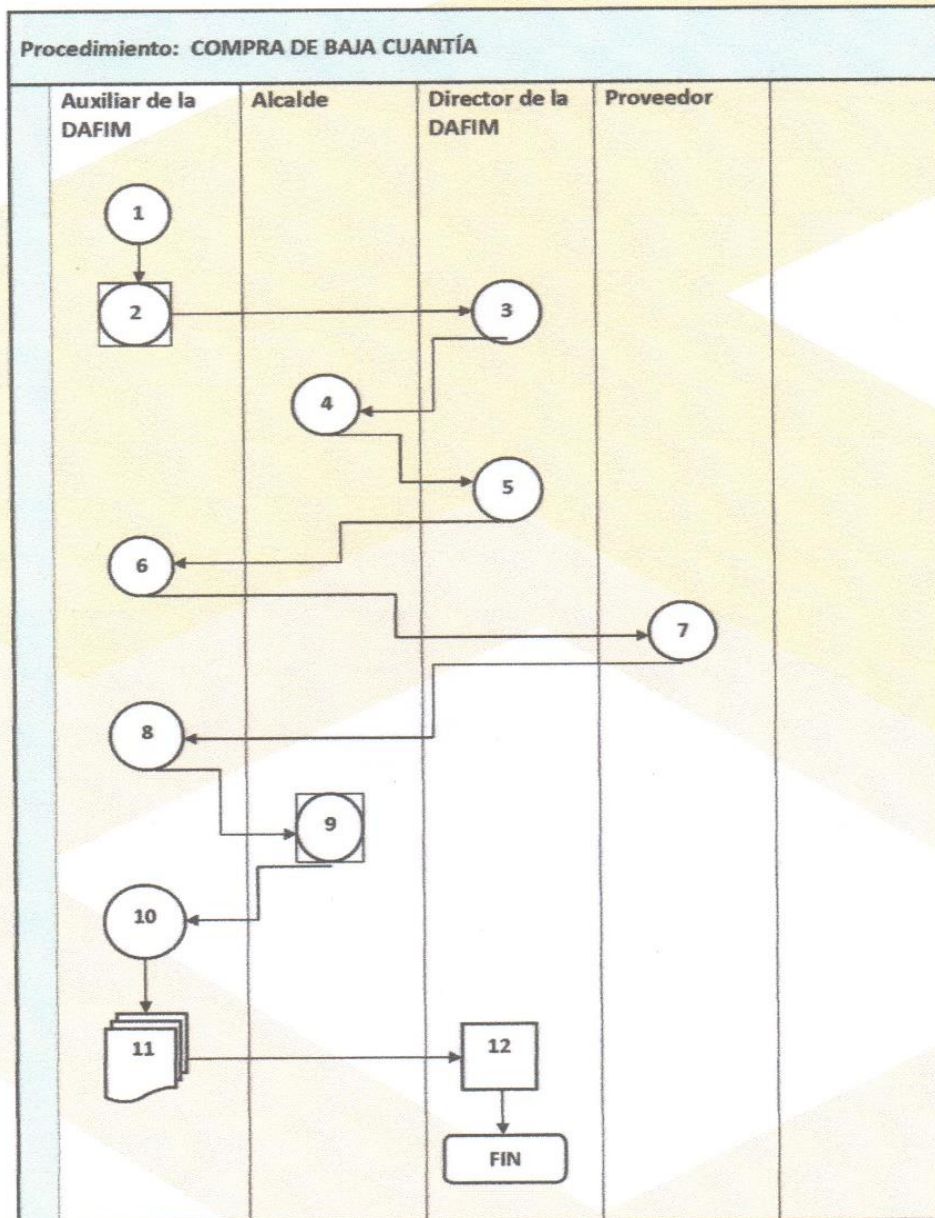 Procedimiento: COMPRA DE BAJA CUANTÍA
Auxiliar de la DAFIM
Alcalde
Director de la DAFIM
Proveedor
1
2
3
4
5
6
7
8
9
10
11
12
FIN